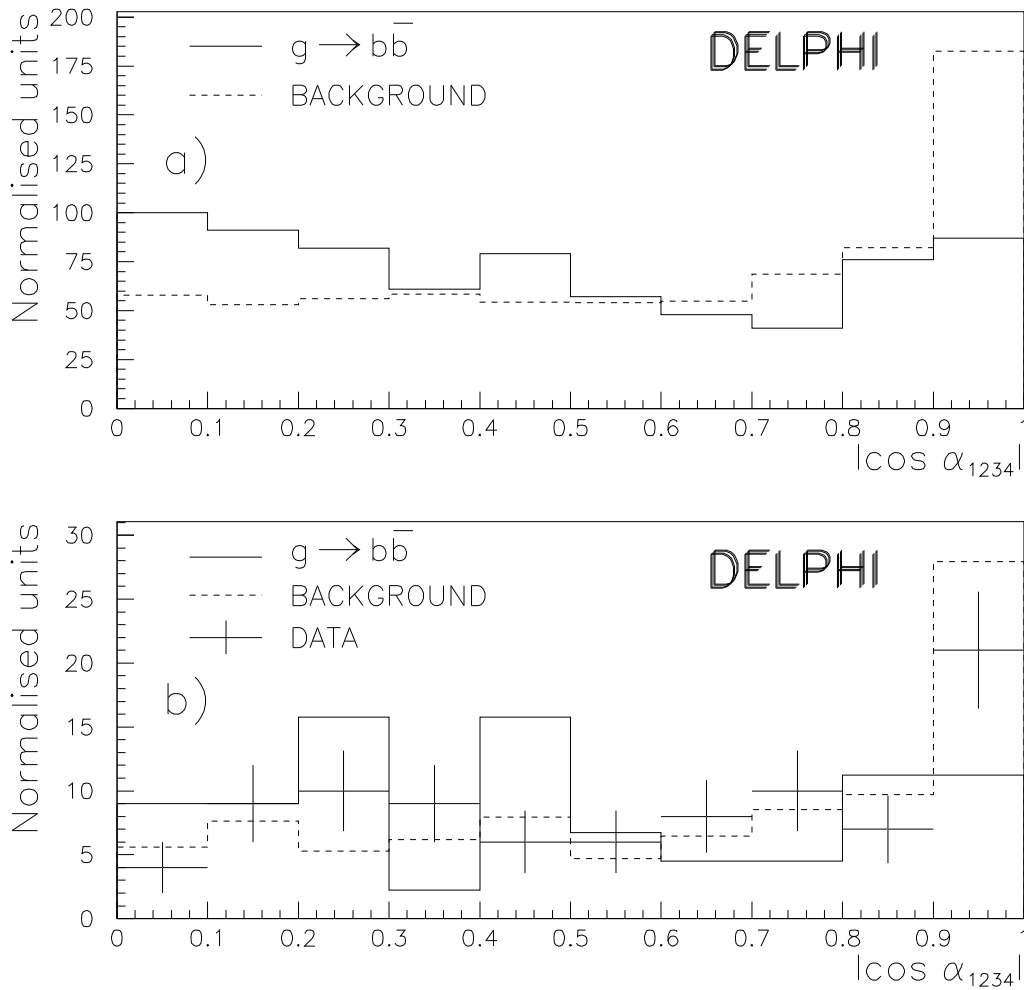 Normalised units
200
175
150
125
100
75
50
25
0
g → bb̅
BACKGROUND
DELPHI
a)
0 0.1 0.2 0.3 0.4 0.5 0.6 0.7 0.8 0.9 1
|cos α1234|
Normalised units
30
25
20
15
10
5
0
g → bb̅
BACKGROUND
DATA
DELPHI
b)
0 0.1 0.2 0.3 0.4 0.5 0.6 0.7 0.8 0.9 1
|cos α1234|